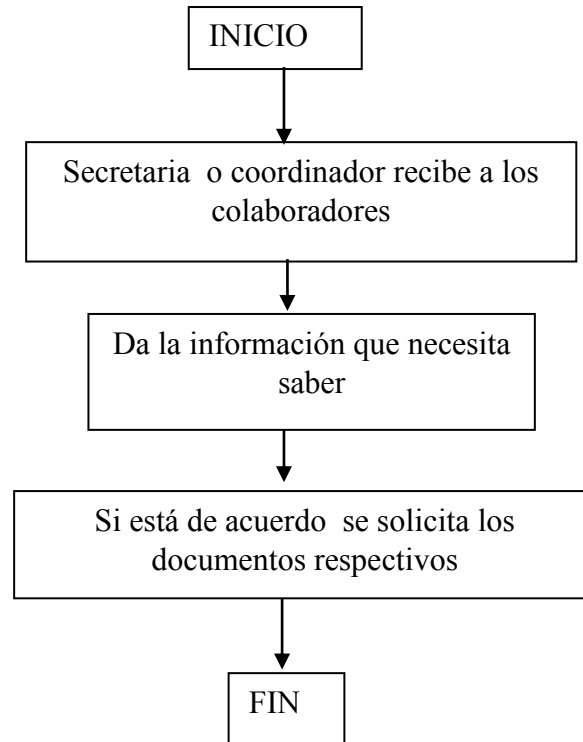 INICIO
Secretaria  o coordinador recibe a los
colaboradores
Da la información que necesita
saber
Si está de acuerdo  se solicita los
documentos respectivos
FIN